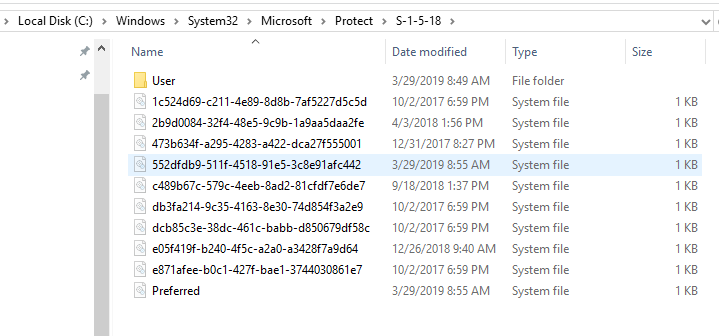 Local Disk (C:) > Windows > System32 > Microsoft > Protect > S-1-5-18 >
Name Date modified Type Size
User 3/29/2019 8:49 AM File folder
1c524d69-c211-4e89-8d8b-7af5227d5c5d 10/2/2017 6:59 PM System file 1 KB
2b9d0084-32f4-48e5-9c9b-1a9aa5daa2fe 4/3/2018 1:56 PM System file 1 KB
473b634f-a295-4283-a422-dca27f555001 12/31/2017 8:27 PM System file 1 KB
552dfdb9-511f-4518-91e5-3c8e91afc442 3/29/2019 8:55 AM System file 1 KB
c489b67c-579c-4eeb-8ad2-81cfdf7e6de7 9/18/2018 1:37 PM System file 1 KB
db3fa214-9c35-4163-8e30-74d854f3a2e9 10/2/2017 6:59 PM System file 1 KB
dcb85c3e-38dc-461c-babb-d850679df58c 10/2/2017 6:59 PM System file 1 KB
e05f419f-b240-4f5c-a2a0-a3428f7a9d64 12/26/2018 9:40 AM System file 1 KB
e871afee-b0c1-427f-bae1-3744030861e7 10/2/2017 6:59 PM System file 1 KB
Preferred 3/29/2019 8:55 AM System file 1 KB